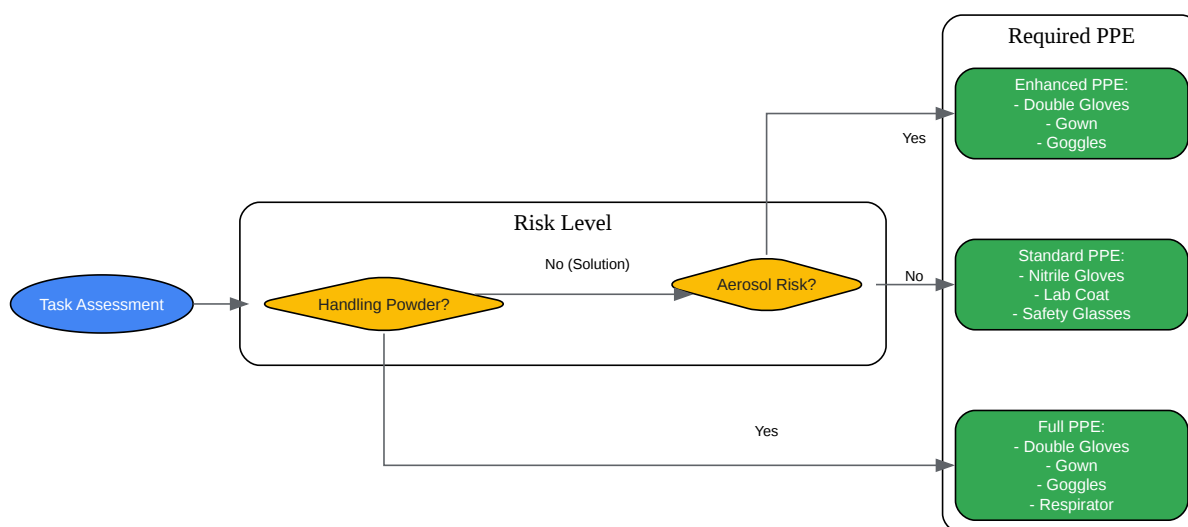 Required PPE
Enhanced PPE:
- Double Gloves
- Gown
- Goggles
Yes
Risk Level
No (Solution)
Task Assessment
Handling Powder?
Aerosol Risk?
No
Standard PPE:
- Nitrile Gloves
- Lab Coat
- Safety Glasses
Yes
Full PPE:
- Double Gloves
- Gown
- Goggles
- Respirator